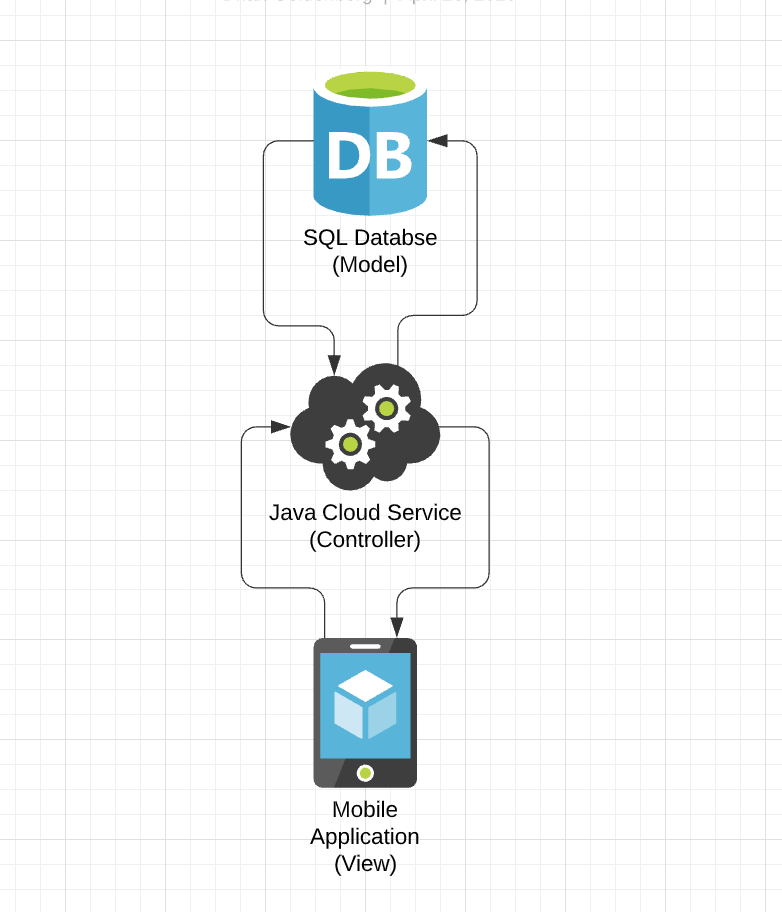 DB
SQL Databse
(Model)
Java Cloud Service
(Controller)
Mobile
Application
(View)